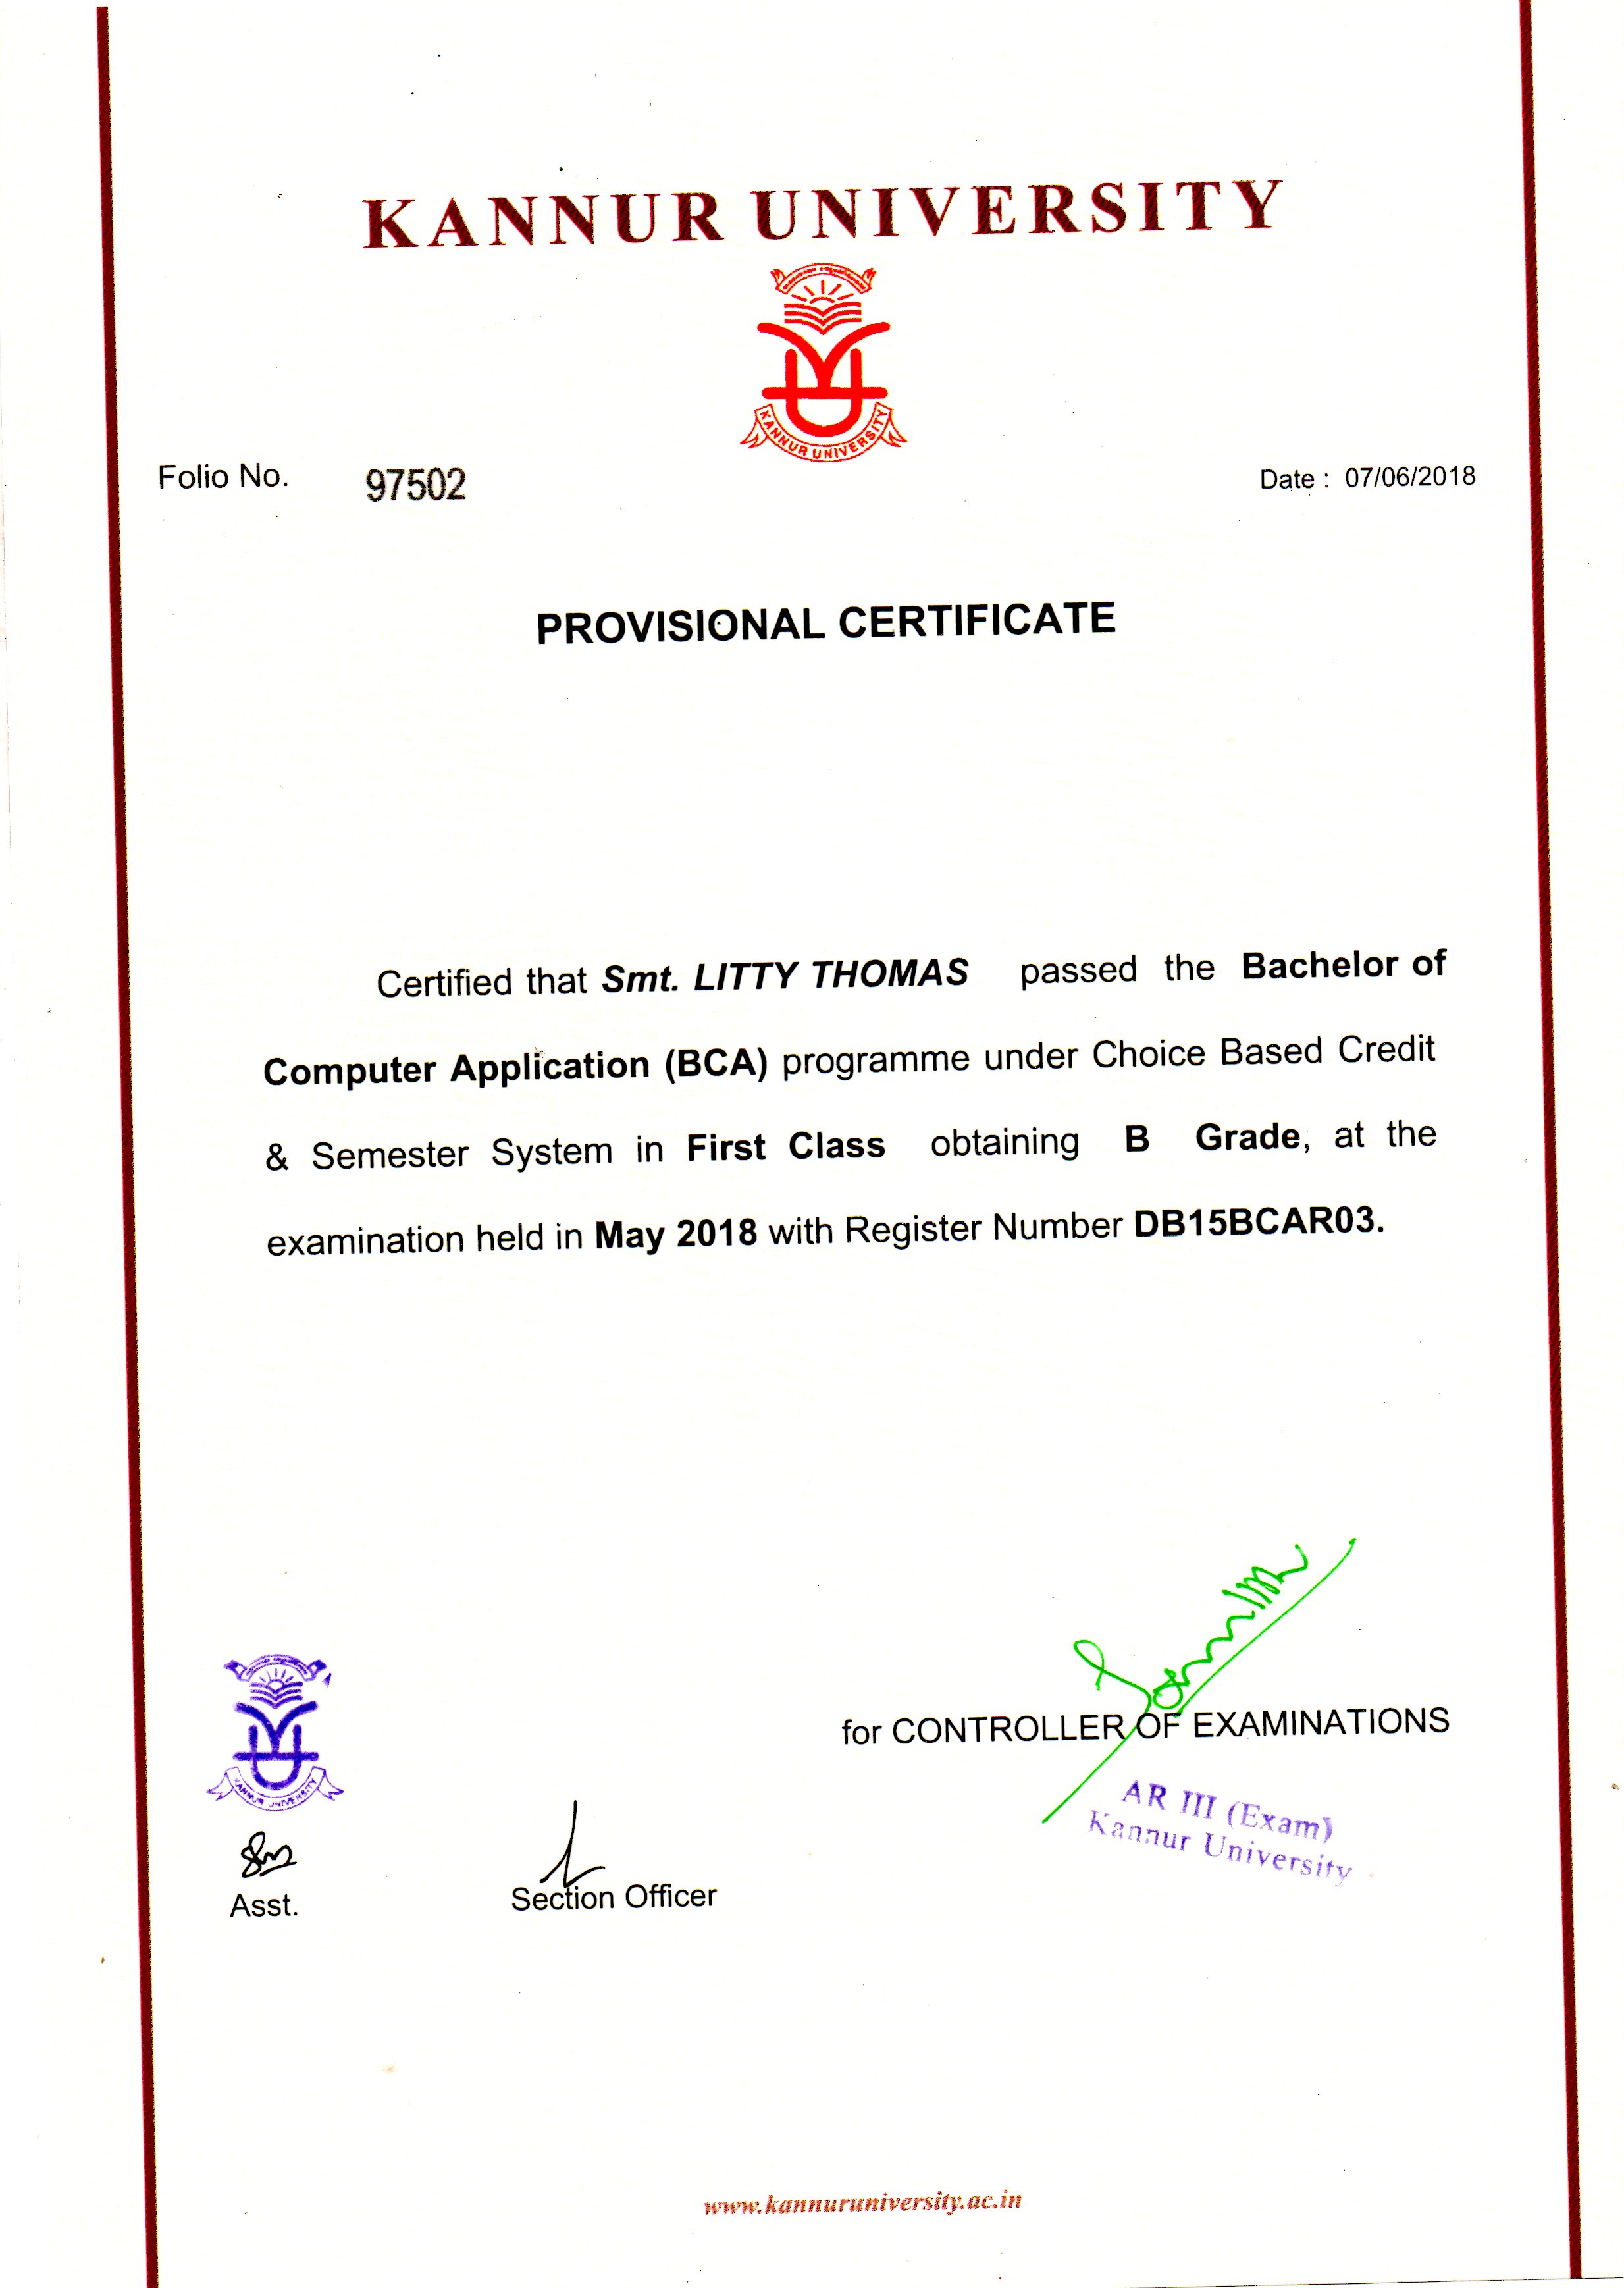 KANNUR UNIVERSITY
KANNUR UNIVERSITY
Folio No. 97502 Date : 07/06/2018
PROVISIONAL CERTIFICATE
Certified that Smt. LITTY THOMAS passed the Bachelor of
Computer Application (BCA) programme under Choice Based Credit
& Semester System in First Class obtaining B Grade, at the
examination held in May 2018 with Register Number DB15BCAR03.
for CONTROLLER OF EXAMINATIONS
AR III (Exam)
Kannur University
KANNUR UNIVERSITY
Asst.
Section Officer
www.kannuruniversity.ac.in